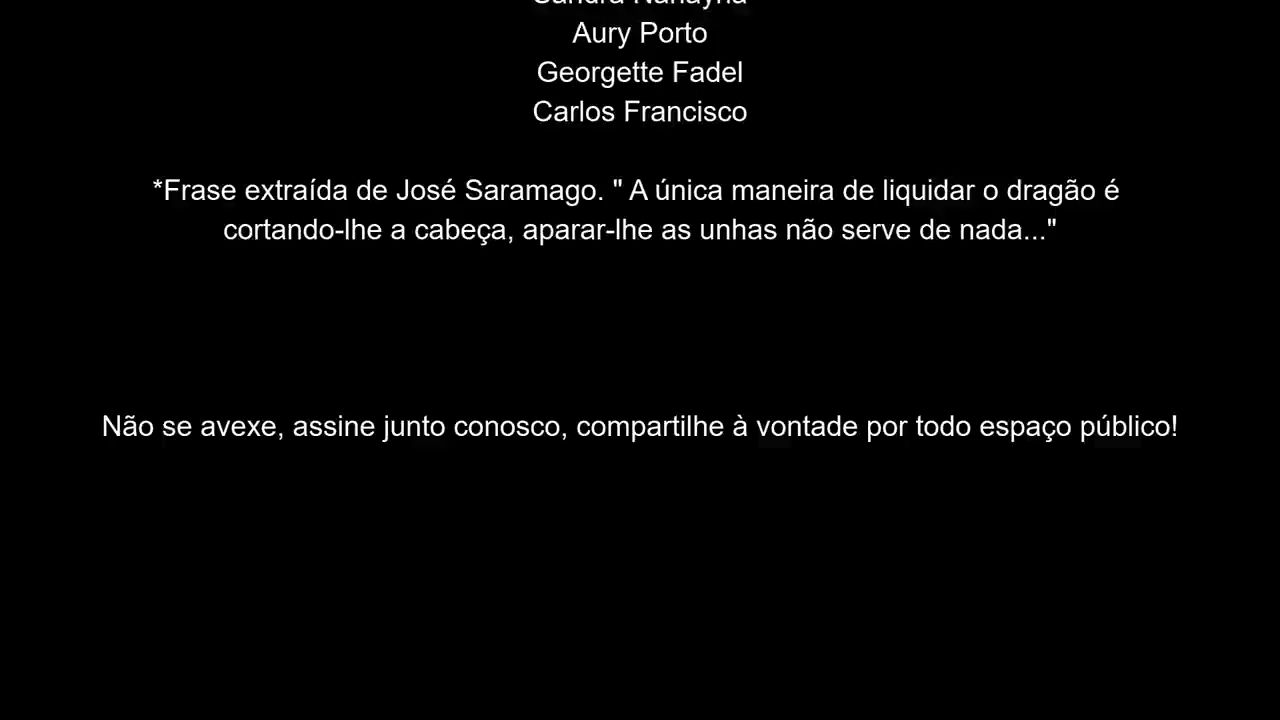 Aury Porto
Georgette Fadel
Carlos Francisco
*Frase extraída de José Saramago. " A única maneira de liquidar o dragão é
cortando-lhe a cabeça, aparar-lhe as unhas não serve de nada..."
Não se avexe, assine junto conosco, compartilhe à vontade por todo espaço público!